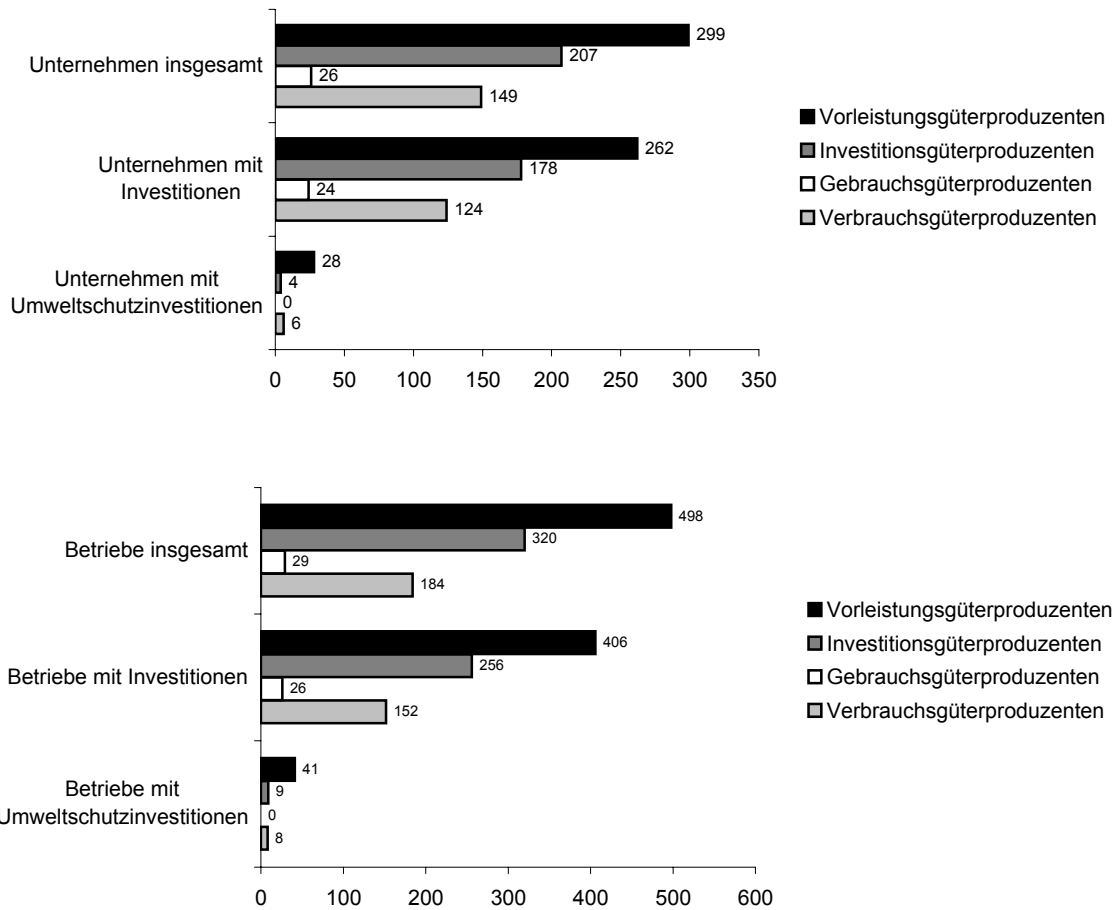 Unternehmen insgesamt
299
207
26
149
Unternehmen mit
Investitionen
262
178
24
124
Unternehmen mit
Umweltschutzinvestitionen
28
4
0
6
0 50 100 150 200 250 300 350
Vorleistungsgüterproduzenten
Investitionsgüterproduzenten
Gebrauchsgüterproduzenten
Verbrauchsgüterproduzenten
Betriebe insgesamt
498
320
29
184
Betriebe mit Investitionen
406
256
26
152
Betriebe mit
Umweltschutzinvestitionen
41
9
0
8
0 100 200 300 400 500 600
Vorleistungsgüterproduzenten
Investitionsgüterproduzenten
Gebrauchsgüterproduzenten
Verbrauchsgüterproduzenten